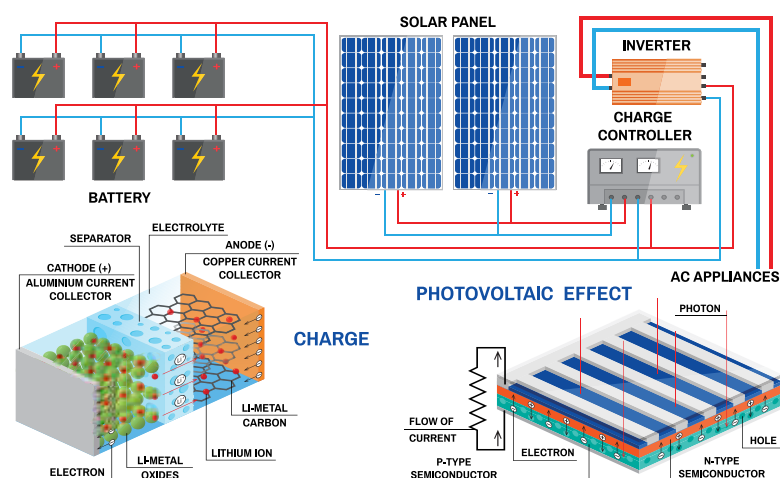 SOLAR PANEL
INVERTER
CHARGE
CONTROLLER
BATTERY
− +
− +
AC APPLIANCES
ELECTROLYTE
SEPARATOR
ANODE (-)
COPPER CURRENT
COLLECTOR
CATHODE (+)
ALUMINIUM CURRENT
COLLECTOR
CHARGE
LI-METAL
CARBON
LITHIUM ION
LI-METAL
OXIDES
ELECTRON
PHOTOVOLTAIC EFFECT
PHOTON
FLOW OF
CURRENT
HOLE
ELECTRON
P-TYPE
SEMICONDUCTOR
N-TYPE
SEMICONDUCTOR